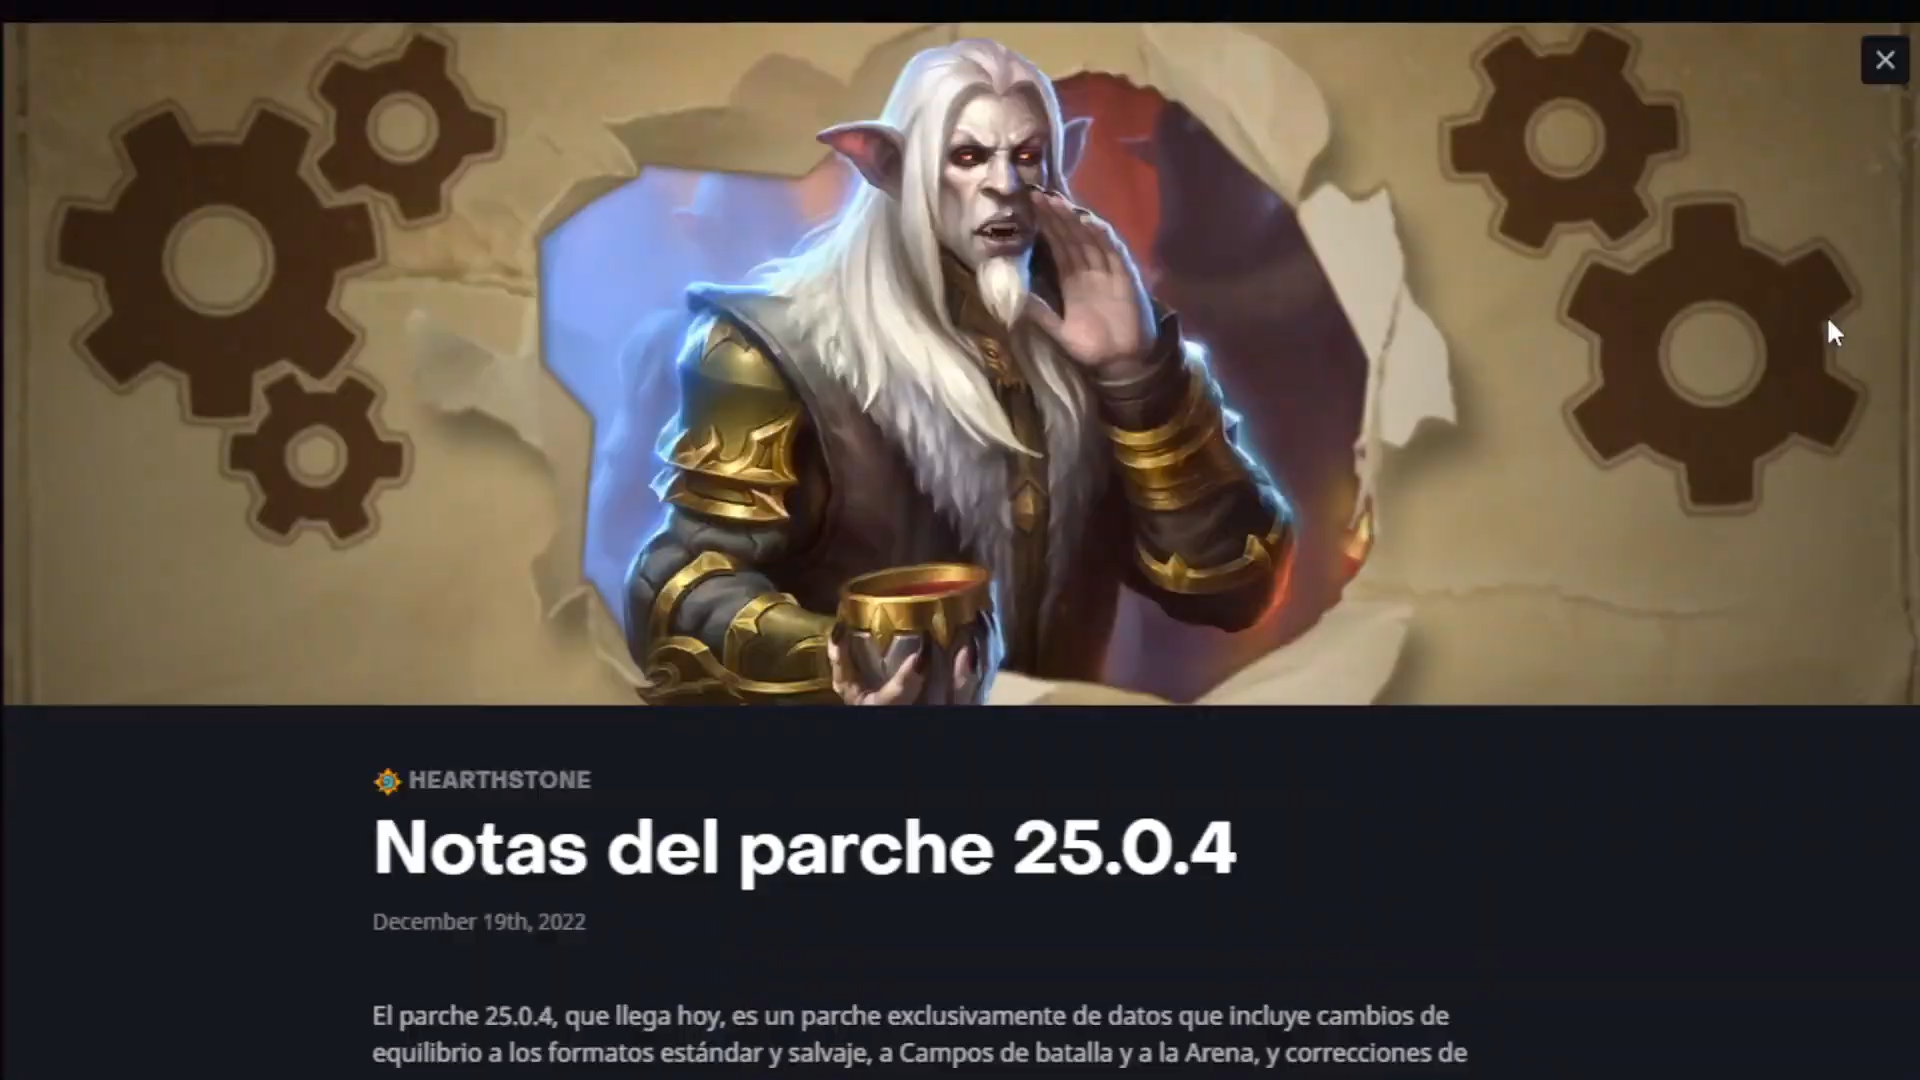 HEARTHSTONE
Notas del parche 25.0.4
December 19th, 2022
El parche 25.0.4, que llega hoy, es un parche exclusivamente de datos que incluye cambios de
equilibrio a los formatos estándar y salvaje, a Campos de batalla y a la Arena, y correcciones de